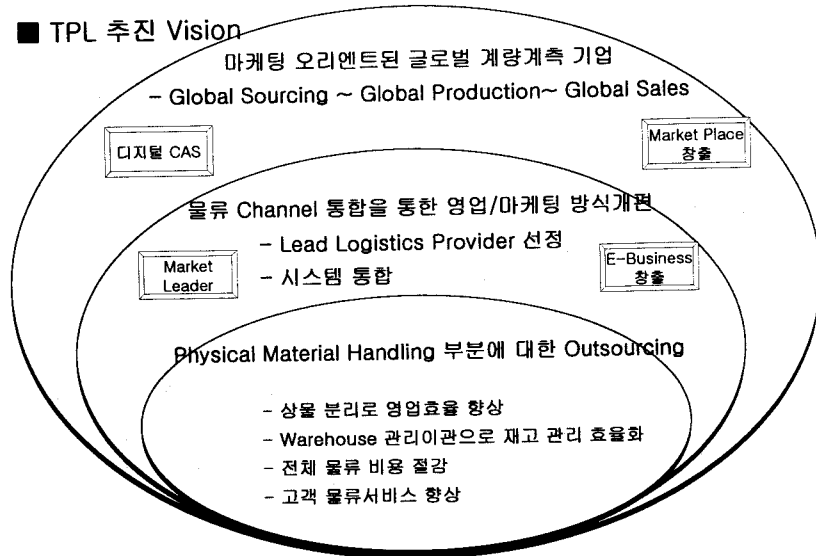 ■ TPL 추진 Vision
마케팅 오리엔트된 글로벌 계량계측 기업
- Global Sourcing ~ Global Production~ Global Sales
디지털 CAS
Market Place
창출
물류 Channel 통합을 통한 영업/마케팅 방식개편
- Lead Logistics Provider 선정
- 시스템 통합
Market
Leader
E-Business
창출
Physical Material Handling 부분에 대한 Outsourcing
- 상물 분리로 영업효율 향상
- Warehouse 관리이관으로 재고 관리 효율화
- 전체 물류 비용 절감
- 고객 물류서비스 향상